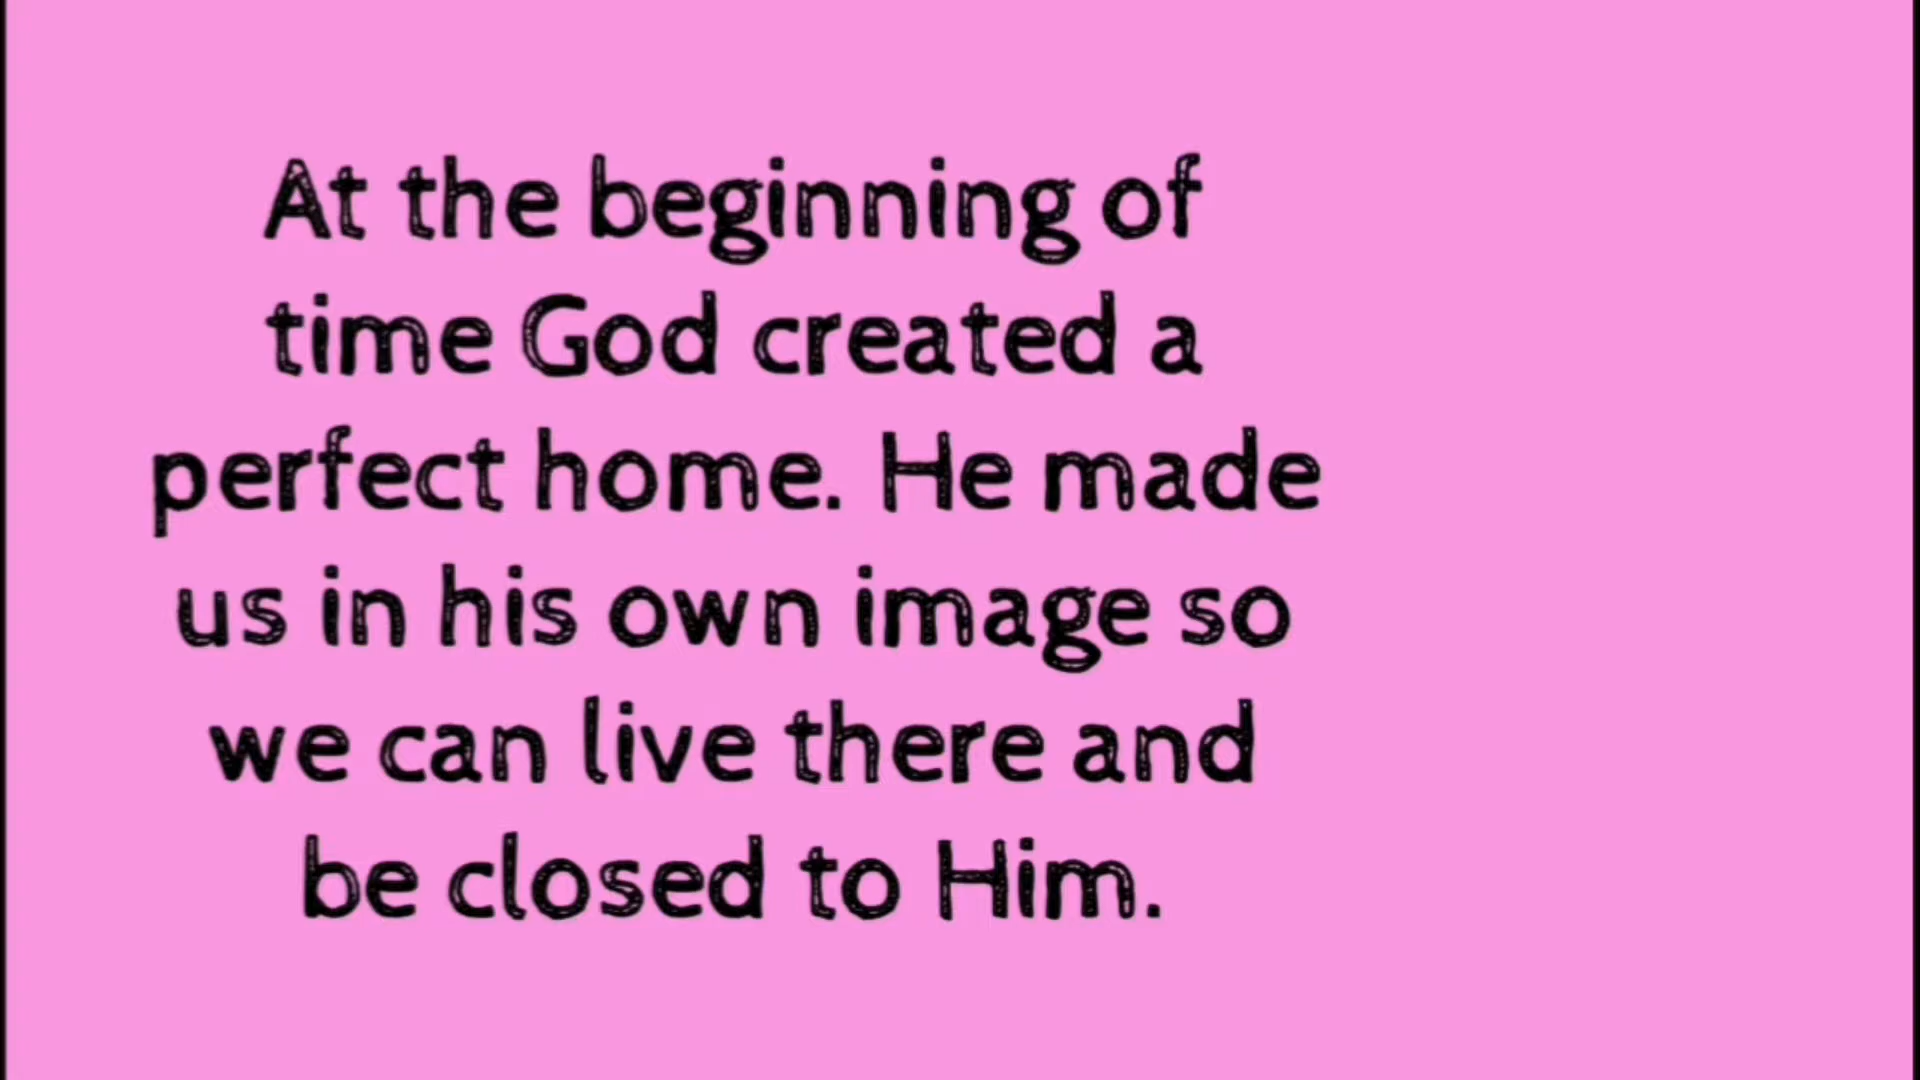 At the beginning of
time God created a
perfect home. He made
us in his own image so
we can live there and
be closed to Him.